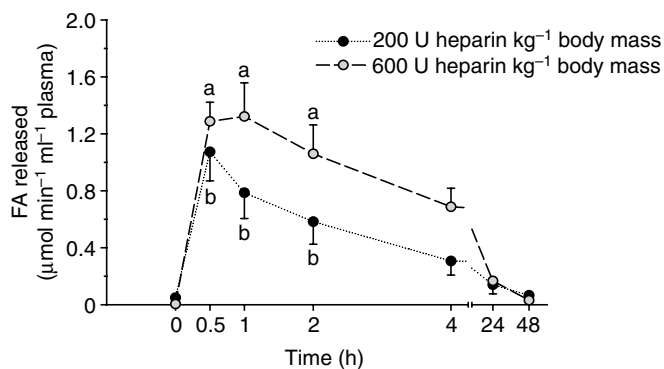 2.0
1.6
1.2
0.8
0.4
0
FA released
(μmol min⁻¹ ml⁻¹ plasma)
200 U heparin kg⁻¹ body mass
600 U heparin kg⁻¹ body mass
a a a
b b b
0 0.5 1 2 4 24 48
Time (h)